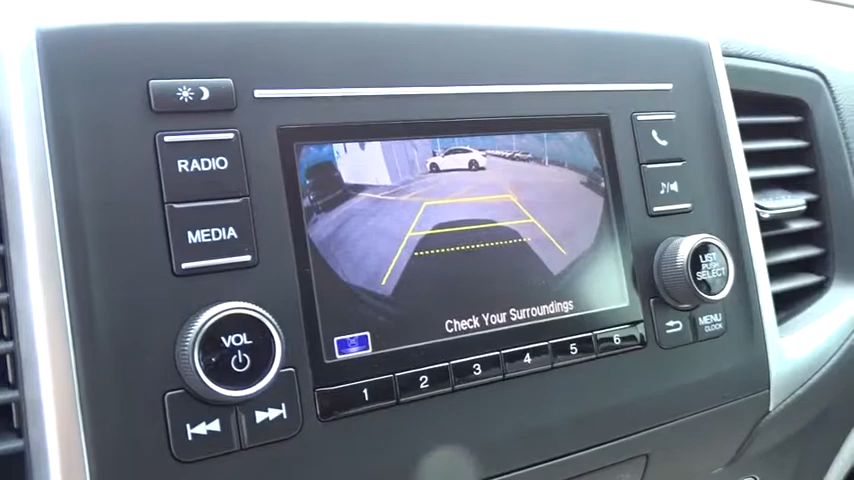 RADIO
MEDIA
VOL
Check Your Surroundings
1 2 3 4 5 6
LIST
PUSH
SELECT
MENU
CLOCK